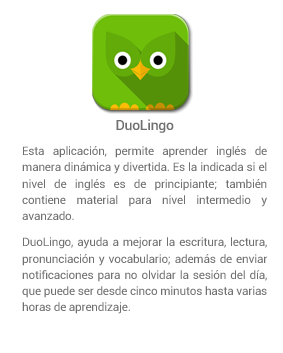 DuoLingo
Esta aplicación, permite aprender inglés de
manera dinámica y divertida. Es la indicada si el
nivel de inglés es de principiante; también
contiene material para nivel intermedio y
avanzado.
DuoLingo, ayuda a mejorar la escritura, lectura,
pronunciación y vocabulario; además de enviar
notificaciones para no olvidar la sesión del día,
que puede ser desde cinco minutos hasta varias
horas de aprendizaje.